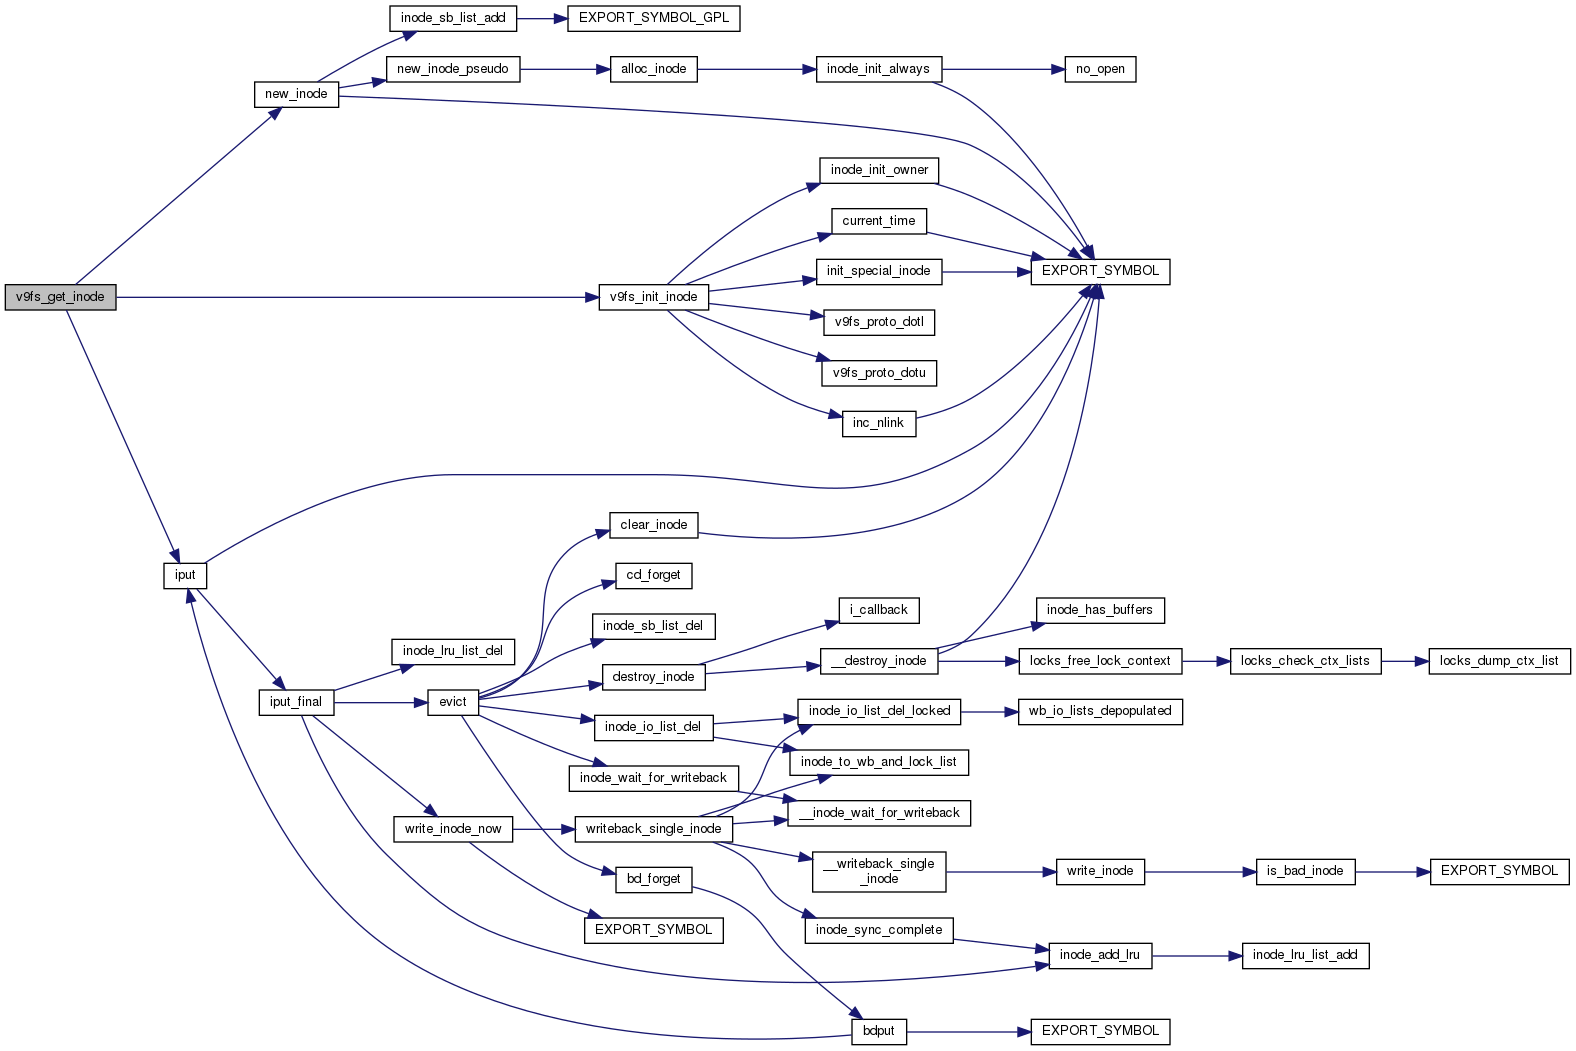 inode_sb_list_add
EXPORT_SYMBOL_GPL
new_inode_pseudo
alloc_inode
inode_init_always
no_open
new_inode
inode_init_owner
current_time
v9fs_get_inode
v9fs_init_inode
init_special_inode
EXPORT_SYMBOL
v9fs_proto_dotl
v9fs_proto_dotu
inc_nlink
clear_inode
iput
cd_forget
i_callback
inode_has_buffers
inode_sb_list_del
inode_lru_list_del
destroy_inode
__destroy_inode
locks_free_lock_context
locks_check_ctx_lists
locks_dump_ctx_list
iput_final
evict
inode_io_list_del
inode_io_list_del_locked
wb_io_lists_depopulated
inode_to_wb_and_lock_list
inode_wait_for_writeback
__inode_wait_for_writeback
write_inode_now
writeback_single_inode
__writeback_single
_inode
write_inode
is_bad_inode
EXPORT_SYMBOL
bd_forget
EXPORT_SYMBOL
inode_sync_complete
inode_add_lru
inode_lru_list_add
bdput
EXPORT_SYMBOL